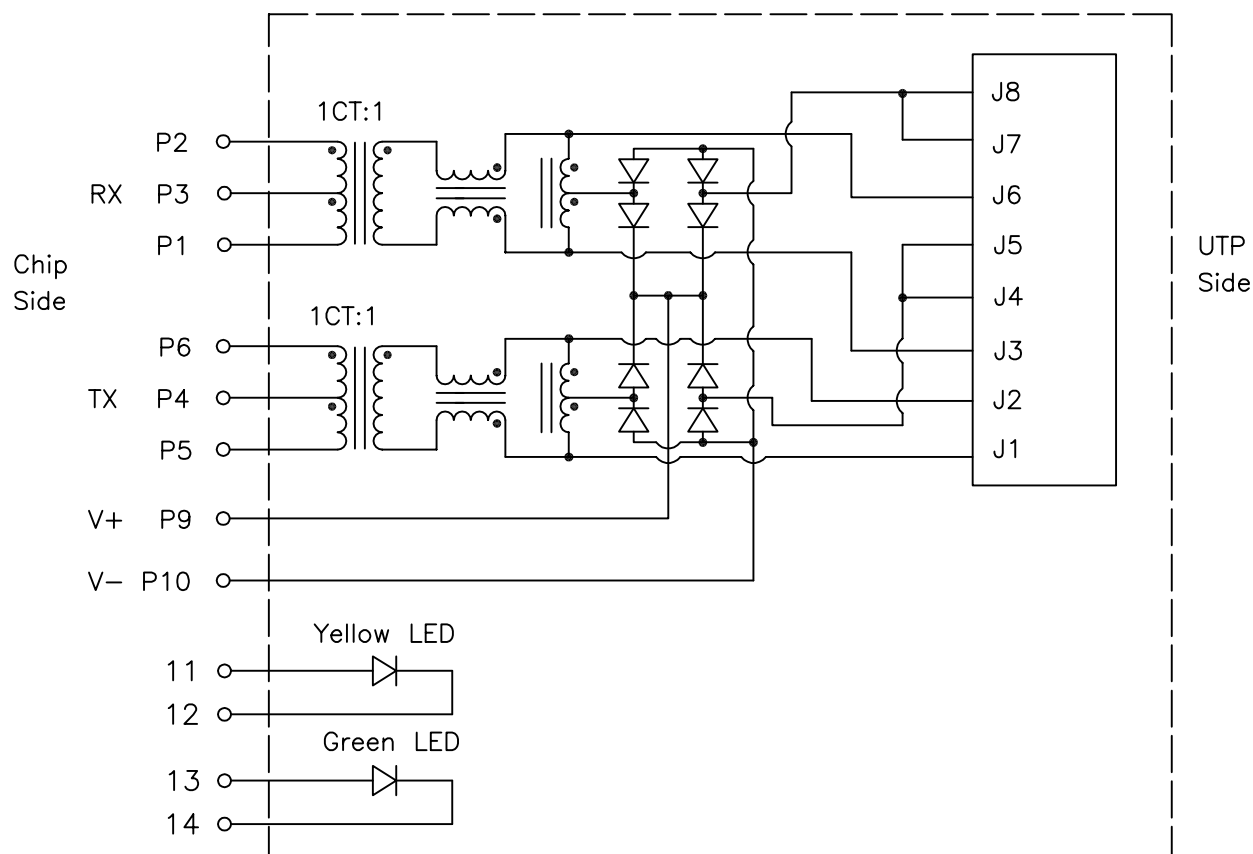 1CT:1
P2
RX P3
P1
Chip
Side
1CT:1
P6
TX P4
P5
V+ P9
V- P10
Yellow LED
11
12
Green LED
13
14
J8
J7
J6
J5
J4
J3
J2
J1
UTP
Side